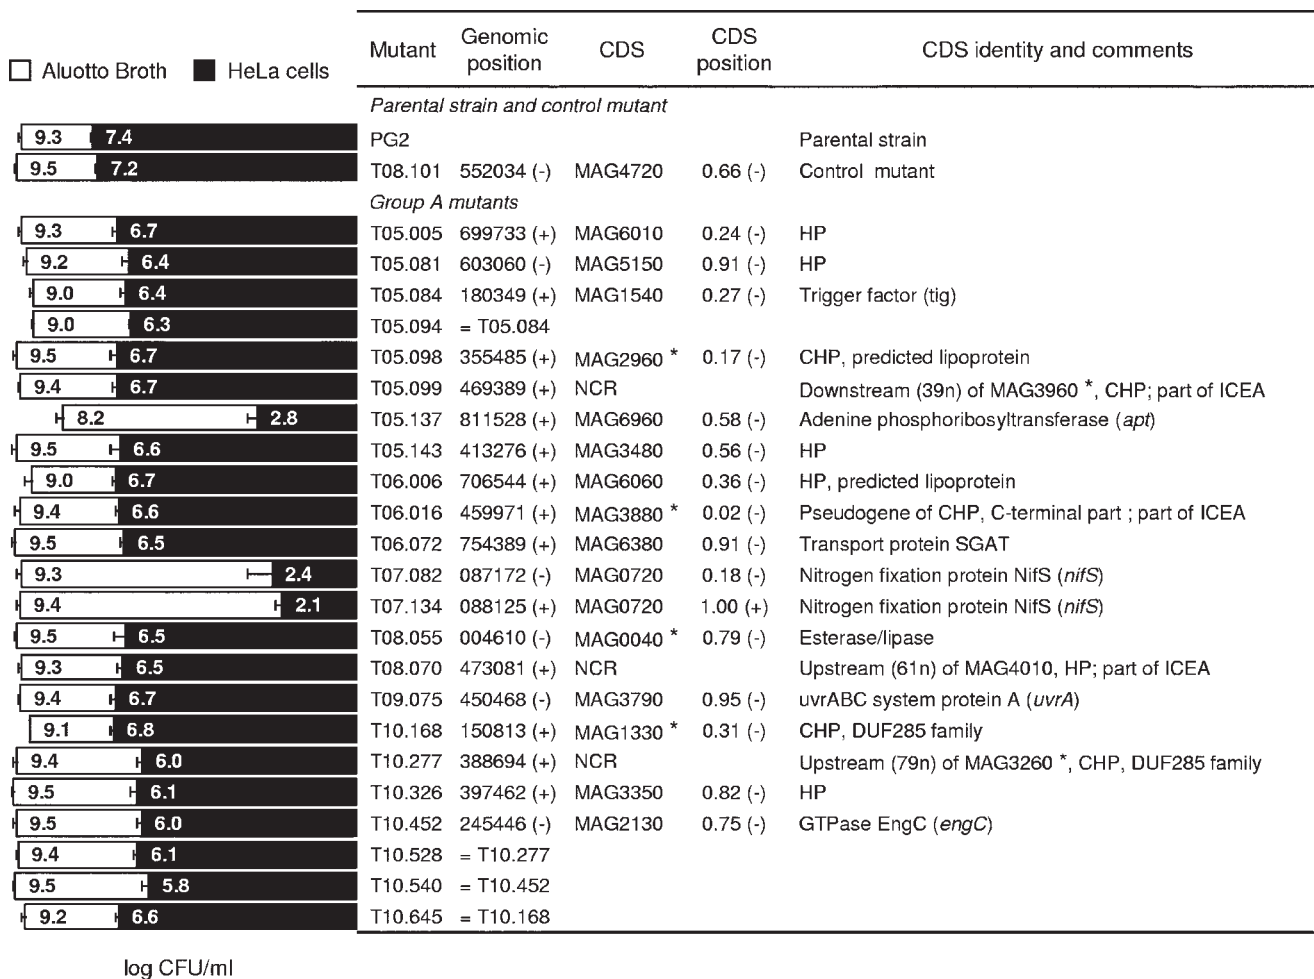 Aluotto Broth HeLa cells
Mutant Genomic position CDS CDS position CDS identity and comments
Parental strain and control mutant
9.3 7.4 PG2 Parental strain
9.5 7.2 T08.101 552034 (-) MAG4720 0.66 (-) Control mutant
Group A mutants
9.3 6.7 T05.005 699733 (+) MAG6010 0.24 (-) HP
9.2 6.4 T05.081 603060 (-) MAG5150 0.91 (-) HP
9.0 6.4 T05.084 180349 (+) MAG1540 0.27 (-) Trigger factor (tig)
9.0 6.3 T05.094 = T05.084
9.5 6.7 T05.098 355485 (+) MAG2960 * 0.17 (-) CHP, predicted lipoprotein
9.4 6.7 T05.099 469389 (+) NCR Downstream (39n) of MAG3960 *, CHP; part of ICEA
8.2 2.8 T05.137 811528 (+) MAG6960 0.58 (-) Adenine phosphoribosyltransferase (apt)
9.5 6.6 T05.143 413276 (+) MAG3480 0.56 (-) HP
9.0 6.7 T06.006 706544 (+) MAG6060 0.36 (-) HP, predicted lipoprotein
9.4 6.6 T06.016 459971 (+) MAG3880 * 0.02 (-) Pseudogene of CHP, C-terminal part ; part of ICEA
9.5 6.5 T06.072 754389 (+) MAG6380 0.91 (-) Transport protein SGAT
9.3 2.4 T07.082 087172 (-) MAG0720 0.18 (-) Nitrogen fixation protein NifS (nifS)
9.4 2.1 T07.134 088125 (+) MAG0720 1.00 (+) Nitrogen fixation protein NifS (nifS)
9.5 6.5 T08.055 004610 (-) MAG0040 * 0.79 (-) Esterase/lipase
9.3 6.5 T08.070 473081 (+) NCR Upstream (61n) of MAG4010, HP; part of ICEA
9.4 6.7 T09.075 450468 (-) MAG3790 0.95 (-) uvrABC system protein A (uvrA)
9.1 6.8 T10.168 150813 (+) MAG1330 * 0.31 (-) CHP, DUF285 family
9.4 6.0 T10.277 388694 (+) NCR Upstream (79n) of MAG3260 *, CHP, DUF285 family
9.5 6.1 T10.326 397462 (+) MAG3350 0.82 (-) HP
9.5 6.0 T10.452 245446 (-) MAG2130 0.75 (-) GTPase EngC (engC)
9.4 6.1 T10.528 = T10.277
9.5 5.8 T10.540 = T10.452
9.2 6.6 T10.645 = T10.168
log CFU/ml